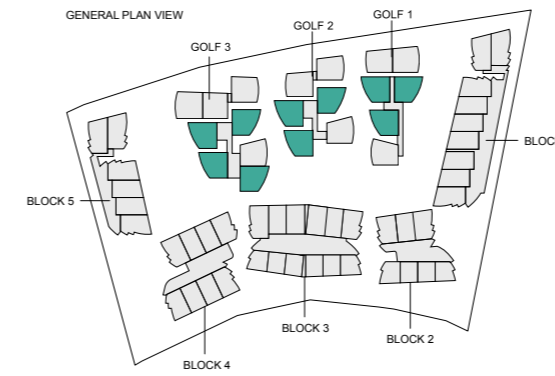 GENERAL PLAN VIEW
GOLF 1
GOLF 2
GOLF 3
BLOC
BLOCK 5
BLOCK 3
BLOCK 2
BLOCK 4